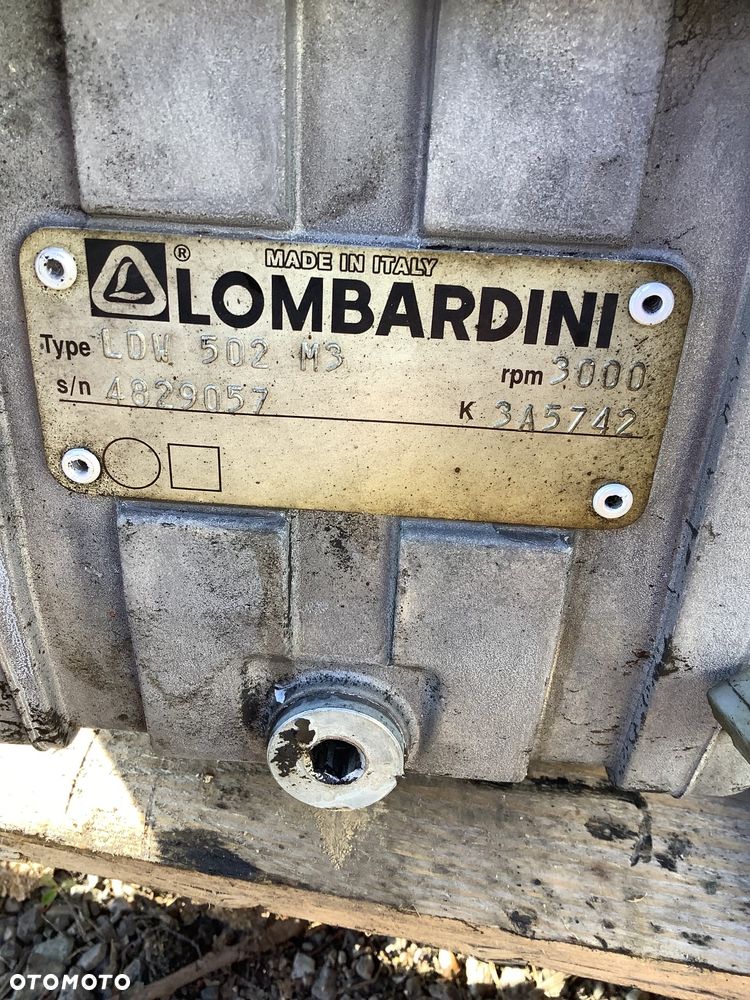 MADE IN ITALY
® LOMBARDINI
Type LDW 502 M3 rpm 3000
s/n 4829057 K 3A5742
OTOMOTO